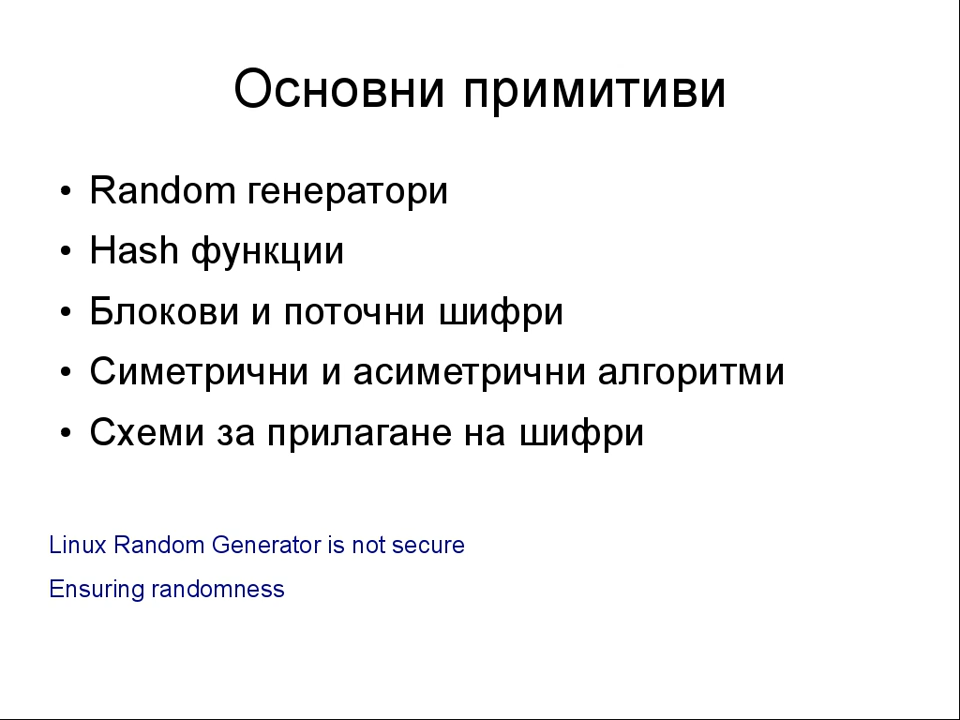 Основни примитиви
• Random генератори
• Hash функции
• Блокови и поточни шифри
• Симетрични и асиметрични алгоритми
• Схеми за прилагане на шифри
Linux Random Generator is not secure
Ensuring randomness